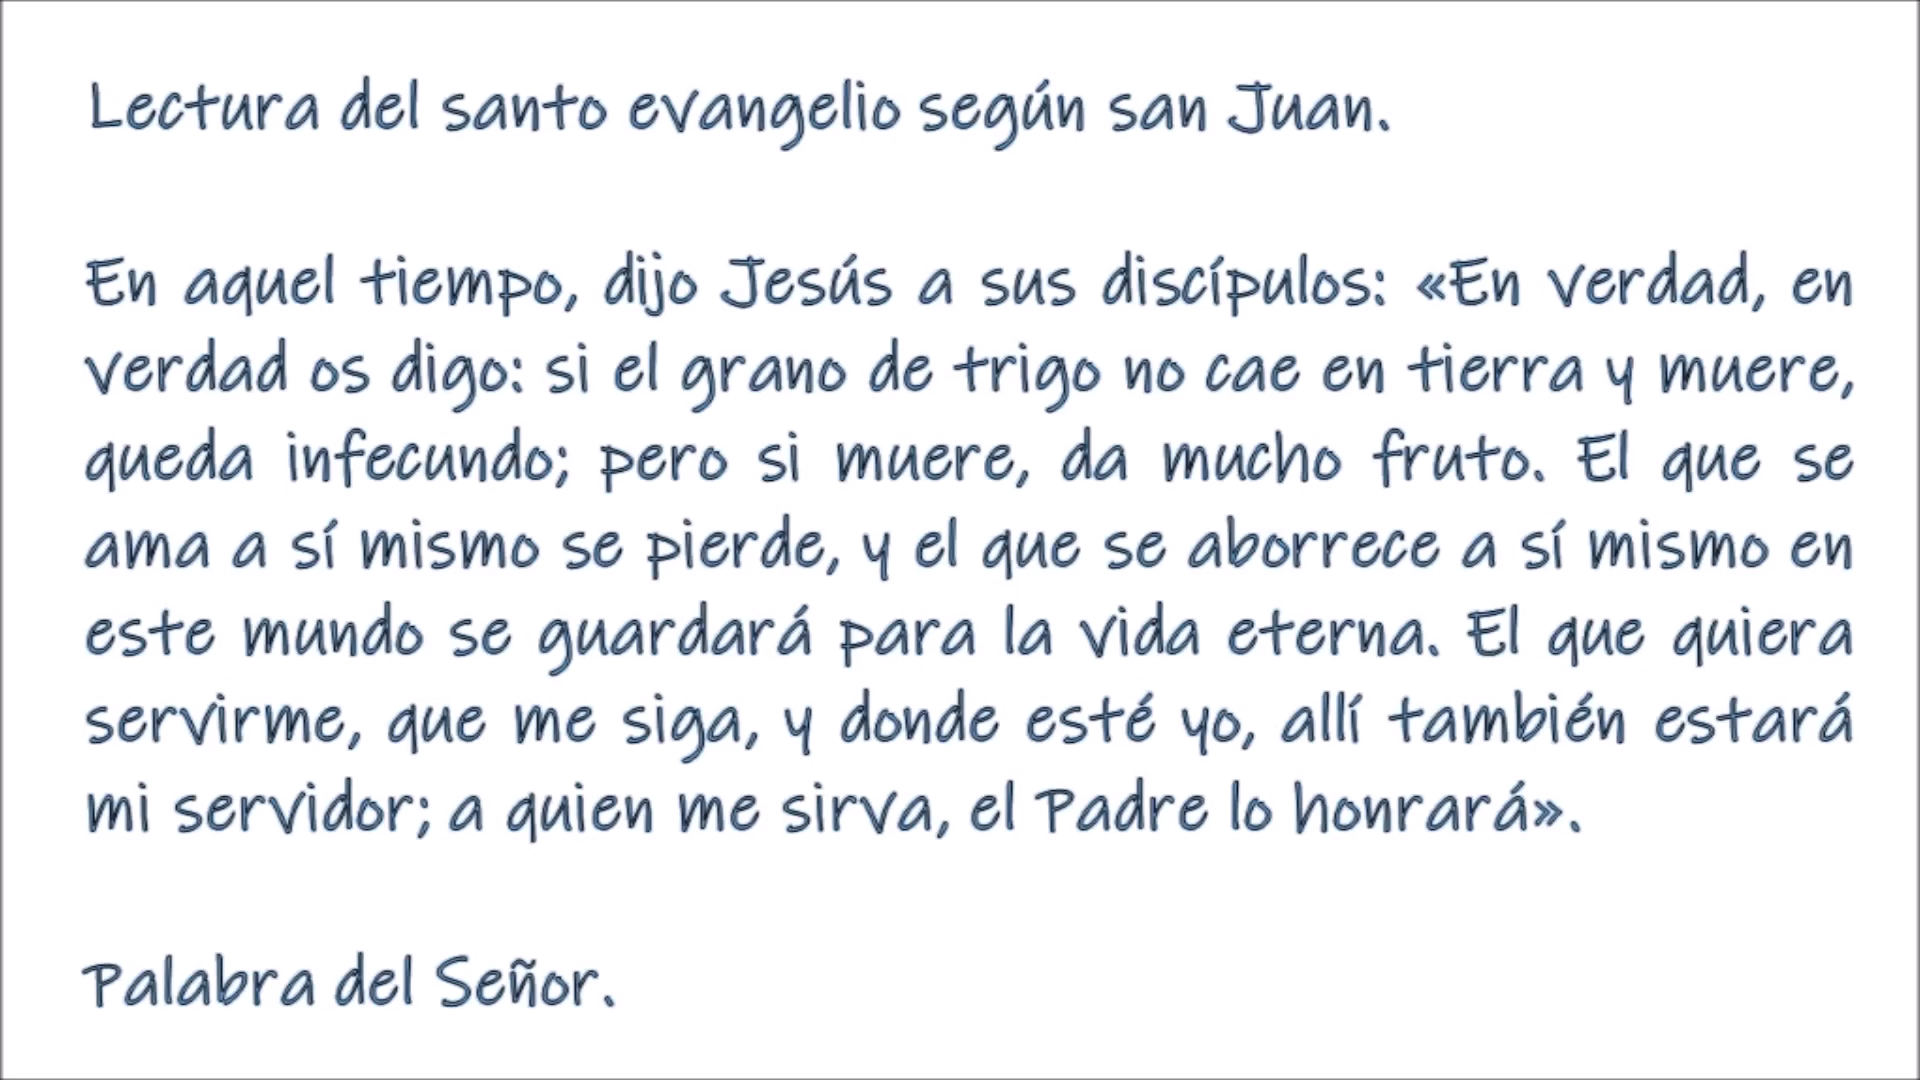 Lectura del santo evangelio según san Juan.
En aquel tiempo, dijo Jesús a sus discípulos: «En verdad, en
verdad os digo: si el grano de trigo no cae en tierra y muere,
queda infecundo; pero si muere, da mucho fruto. El que se
ama a sí mismo se pierde, y el que se aborrece a sí mismo en
este mundo se guardará para la vida eterna. El que quiera
servirme, que me siga, y donde esté yo, allí también estará
mi servidor; a quien me sirva, el Padre lo honrará».
Palabra del Señor.